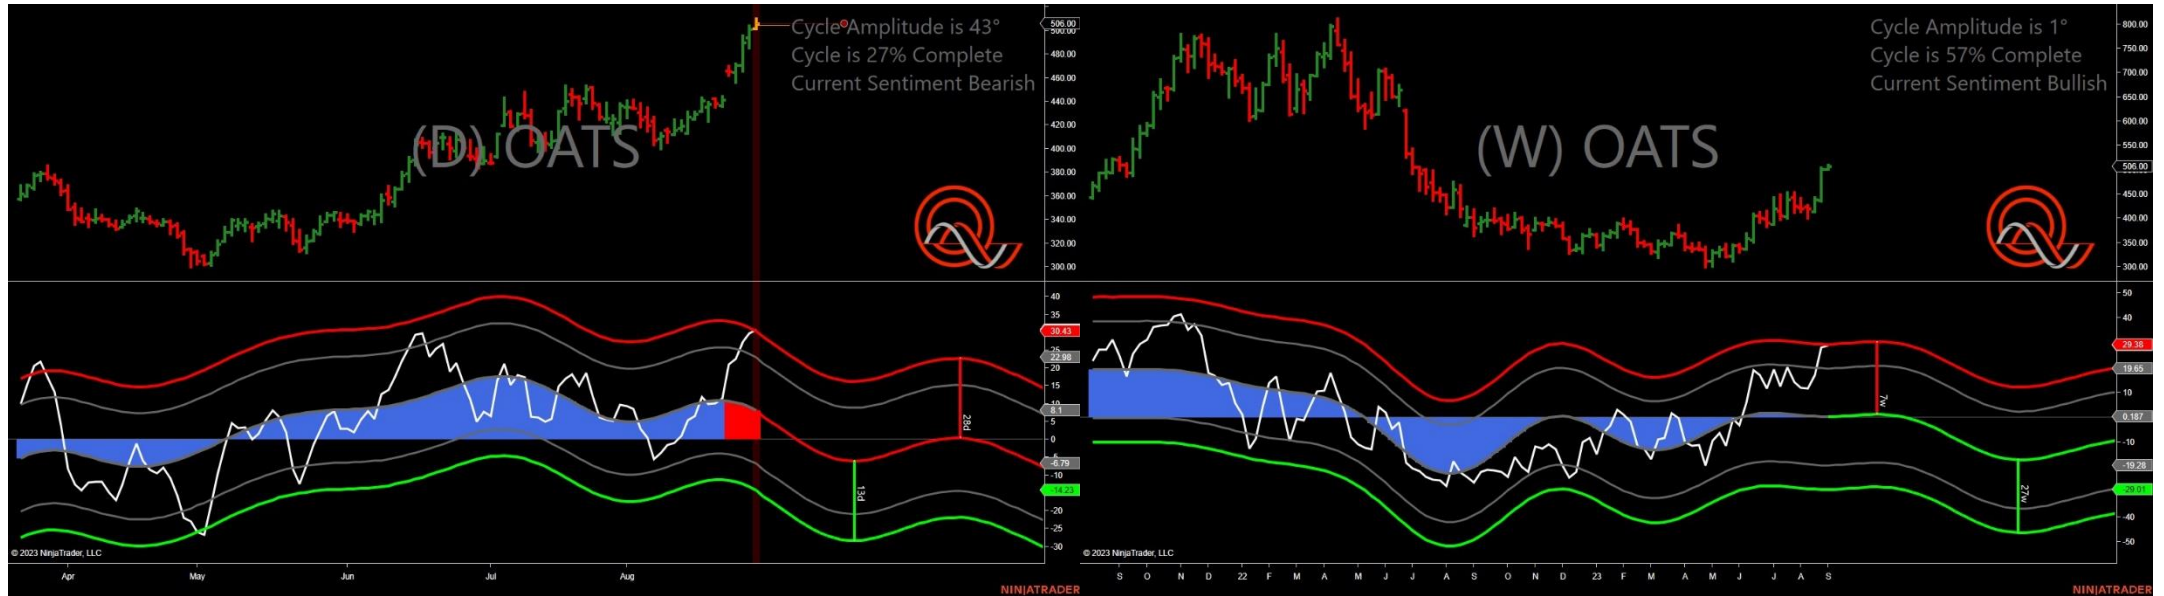 Cycle Amplitude is 43°
Cycle is 27% Complete
Current Sentiment Bearish
(D) OATS
506.00
500.00
480.00
460.00
440.00
420.00
400.00
380.00
360.00
340.00
320.00
300.00
40
35
30.43
25
22.98
20
15
10
8.1
5
0
-5
-6.79
-10
-14.23
-20
-25
-30
28d
13d
© 2023 NinjaTrader, LLC
Apr May Jun Jul Aug
NINJATRADER
Cycle Amplitude is 1°
Cycle is 57% Complete
Current Sentiment Bullish
(W) OATS
800.00
750.00
700.00
650.00
600.00
550.00
506.00
450.00
400.00
350.00
300.00
50
40
29.38
19.65
10
0.187
-10
-19.28
-29.01
-40
-50
7w
27w
© 2023 NinjaTrader, LLC
S O N D 22 F M A M J J A S O N D 23 F M A M J J A S
NINJATRADER